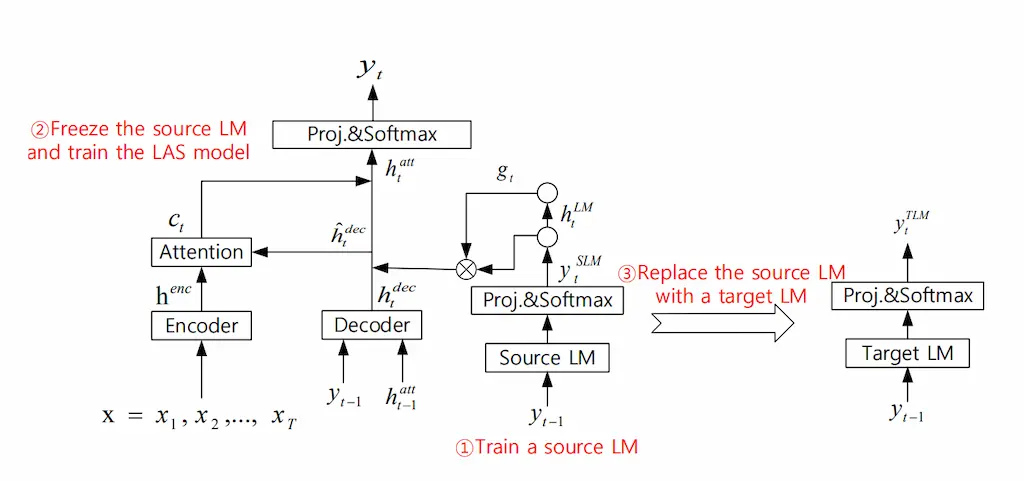 y_t
②Freeze the source LM
and train the LAS model
Proj.&Softmax
h_t^{att}
g_t
h_t^{LM}
c_t
ĥ_t^{dec}
y_t^{TLM}
Attention
y_t^{SLM}
③Replace the source LM
with a target LM
h^{enc}
h_t^{dec}
Proj.&Softmax
Proj.&Softmax
Encoder
Decoder
Source LM
Target LM
y_{t-1}
h_{t-1}^{att}
x = x_1, x_2, ..., x_T
y_{t-1}
y_{t-1}
①Train a source LM